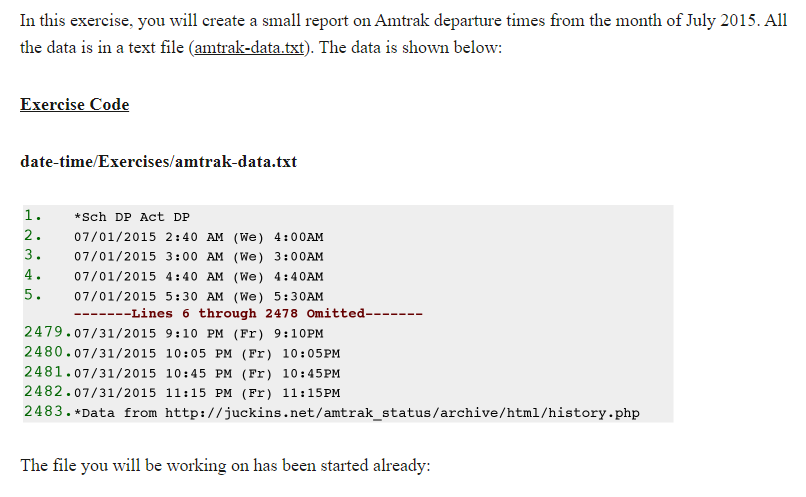 In this exercise, you will create a small report on Amtrak departure times from the month of July 2015. All
the data is in a text file (amtrak-data.txt). The data is shown below:
Exercise Code
date-time/Exercises/amtrak-data.txt
1. *Sch DP Act DP
2. 07/01/2015 2:40 AM (We) 4:00AM
3. 07/01/2015 3:00 AM (We) 3:00AM
4. 07/01/2015 4:40 AM (We) 4:40AM
5. 07/01/2015 5:30 AM (We) 5:30AM
-------Lines 6 through 2478 Omitted-------
2479.07/31/2015 9:10 PM (Fr) 9:10PM
2480.07/31/2015 10:05 PM (Fr) 10:05PM
2481.07/31/2015 10:45 PM (Fr) 10:45PM
2482.07/31/2015 11:15 PM (Fr) 11:15PM
2483.*Data from http://juckins.net/amtrak_status/archive/html/history.php
The file you will be working on has been started already: